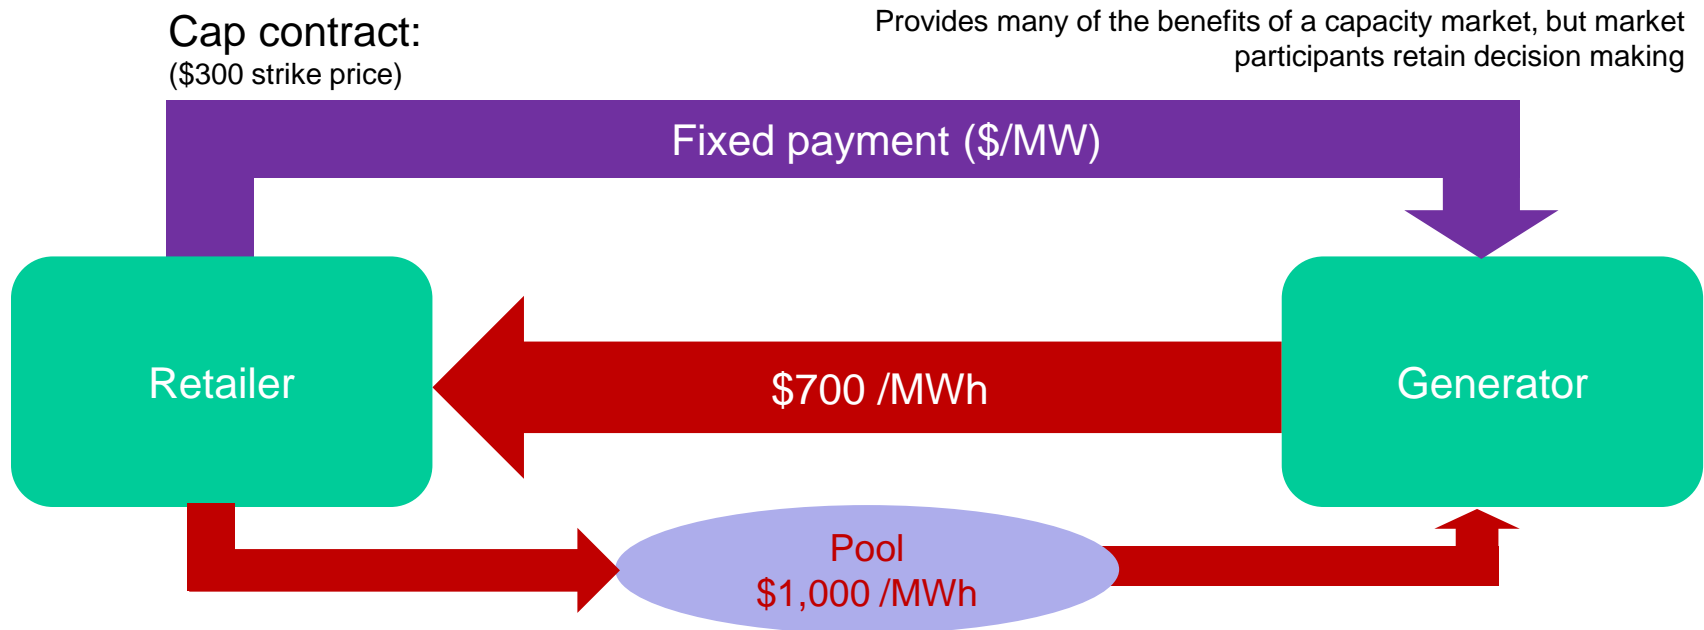 Cap contract:
($300 strike price)
Provides many of the benefits of a capacity market, but market
participants retain decision making
Fixed payment ($/MW)
Retailer
$700 /MWh
Generator
Pool
$1,000 /MWh